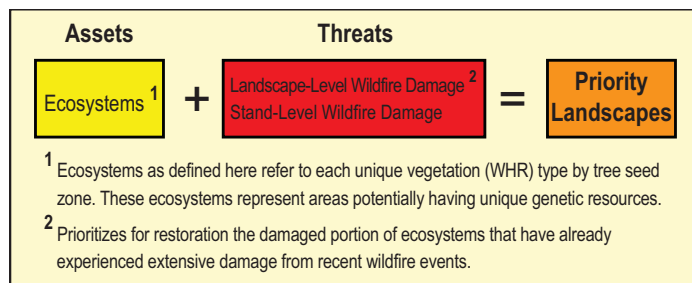 Assets Threats
Ecosystems 1 + Landscape-Level Wildfire Damage 2 = Priority
Stand-Level Wildfire Damage Landscapes
1 Ecosystems as defined here refer to each unique vegetation (WHR) type by tree seed
zone. These ecosystems represent areas potentially having unique genetic resources.
2 Prioritizes for restoration the damaged portion of ecosystems that have already
experienced extensive damage from recent wildfire events.